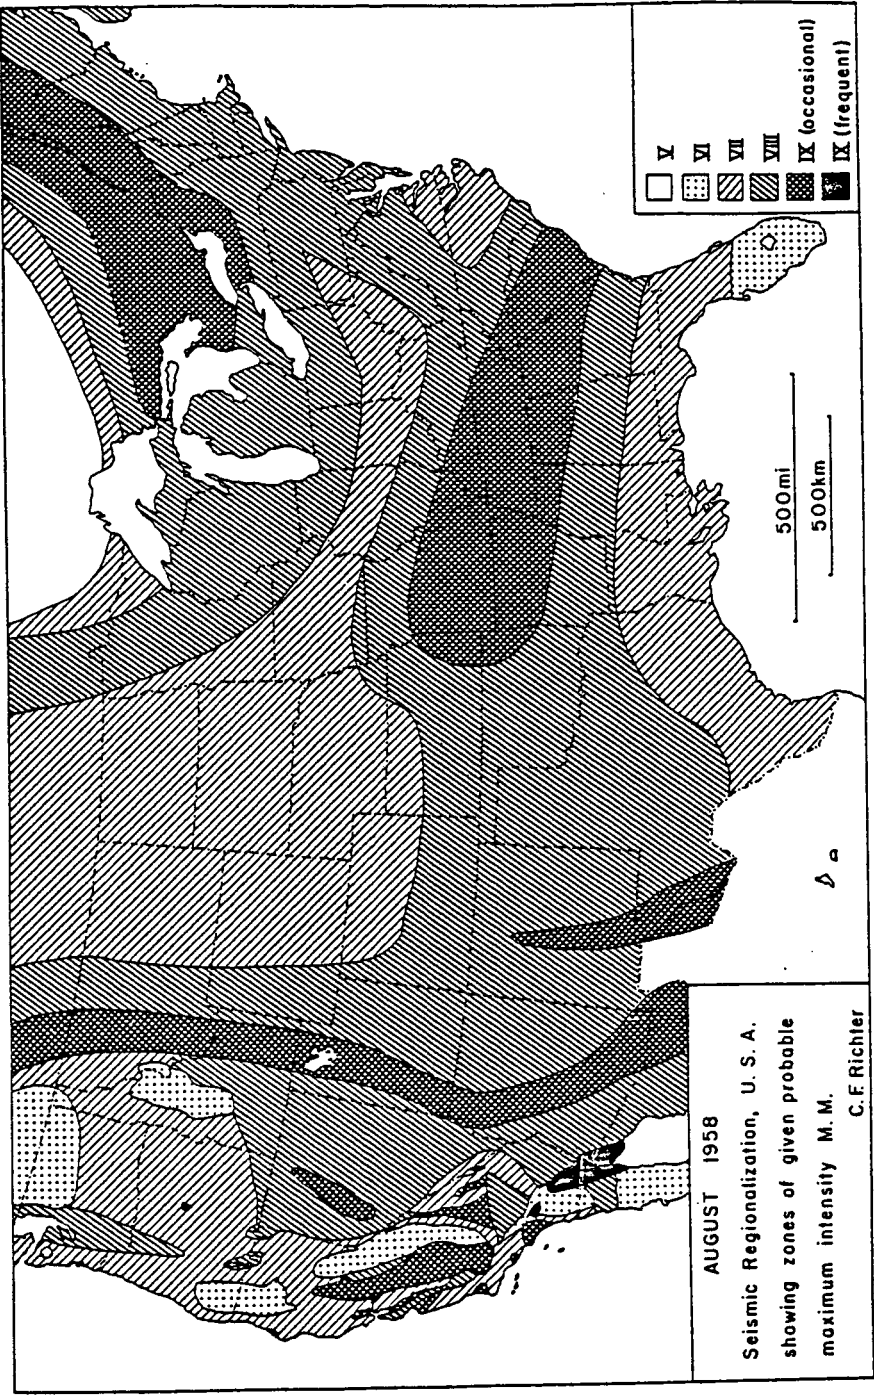 V
VI
VII
VIII
IX (occasional)
IX (frequent)
500mi
500km
AUGUST 1958
Seismic Regionalization, U. S. A.
showing zones of given probable
maximum intensity M. M.
C. F. Richter